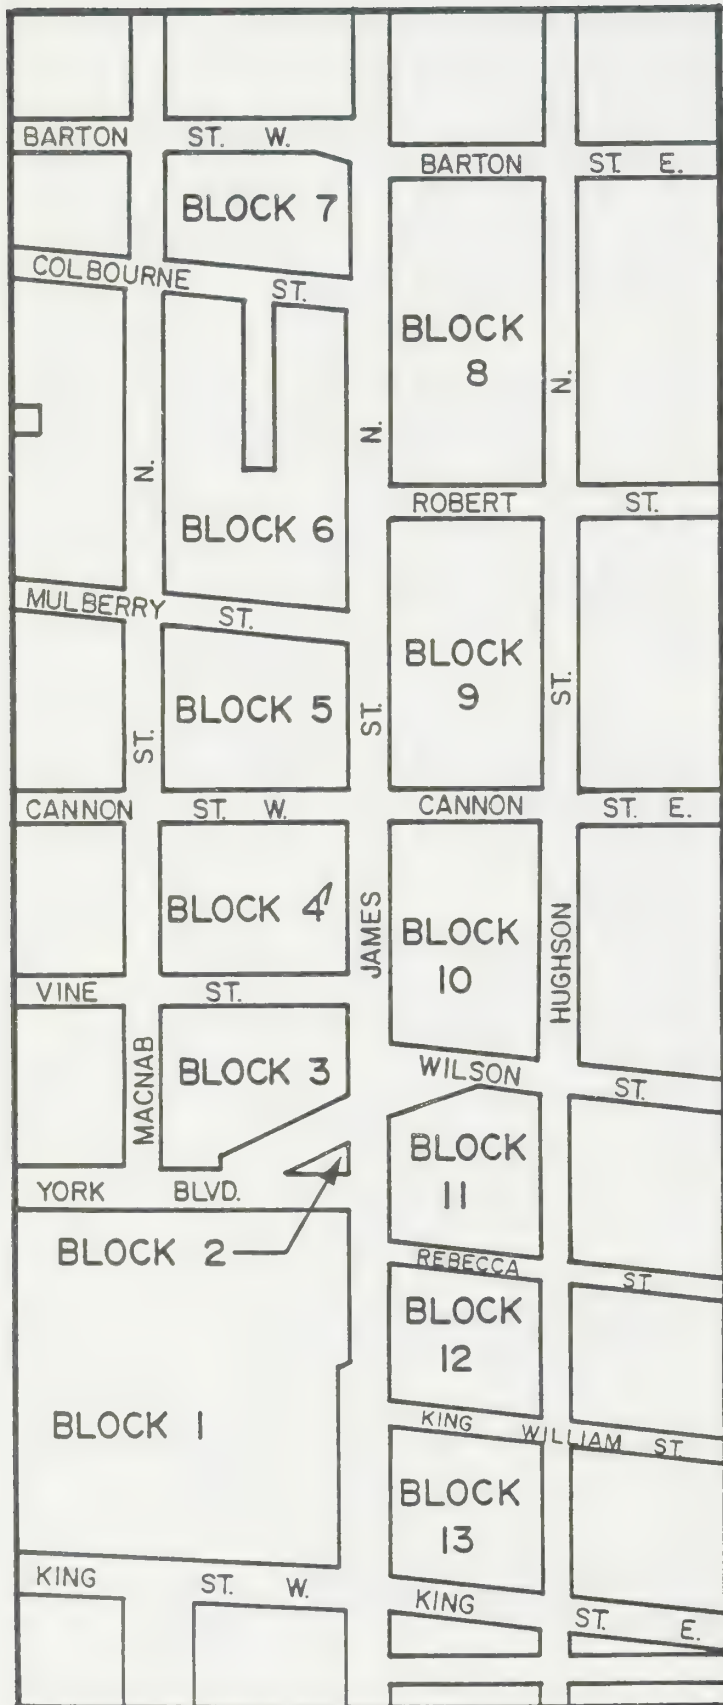 BARTON ST. W.
BARTON ST. E.
BLOCK 7
COLBOURNE ST.
BLOCK
8
N.
N.
N.
ROBERT ST.
BLOCK 6
MULBERRY ST.
BLOCK
9
BLOCK 5
ST.
ST.
ST.
CANNON ST. W.
CANNON ST. E.
BLOCK 4
JAMES
HUGHSON
BLOCK
10
VINE ST.
MACNAB
BLOCK 3
WILSON ST.
BLOCK
11
YORK BLVD.
BLOCK 2
REBECCA ST.
BLOCK
12
BLOCK 1
KING WILLIAM ST.
BLOCK
13
KING ST. W.
KING ST. E.